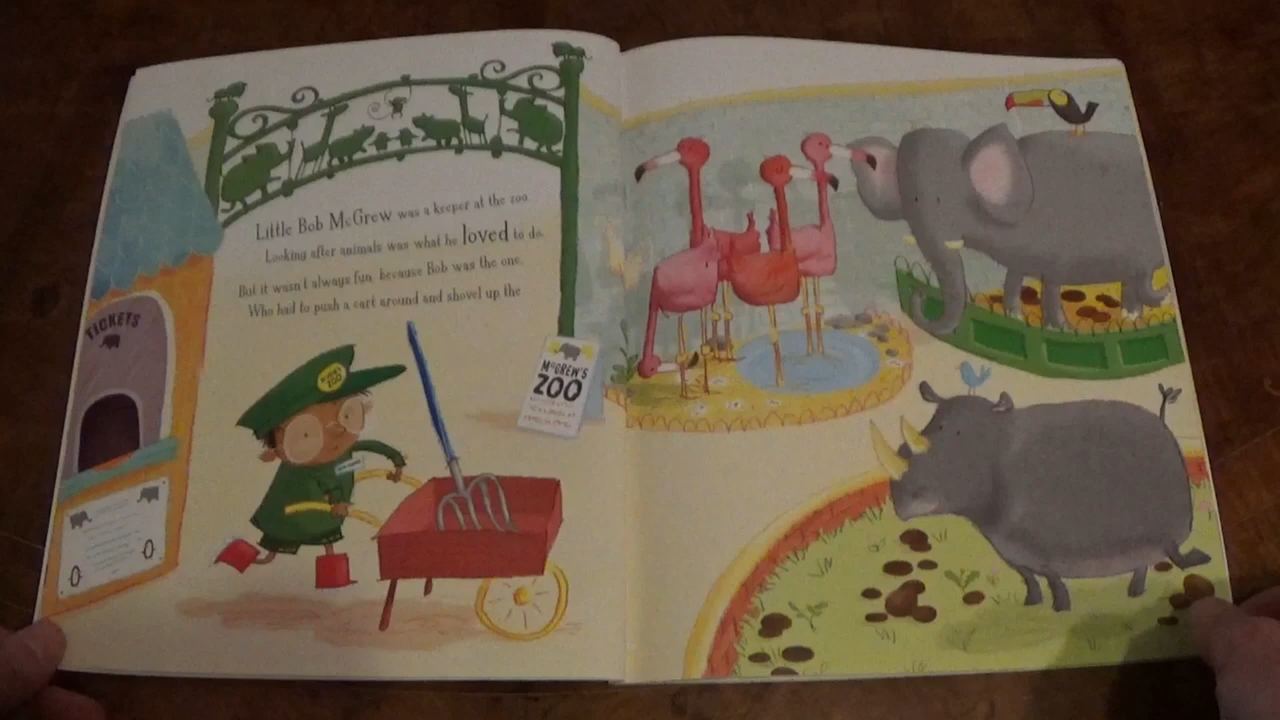 Little Bob McGrew was a keeper at the zoo.
Looking after animals was what he loved to do.
But it wasn't always fun, because Bob was the one,
Who had to push a cart around and shovel up the
TICKETS
ZOO
McGREW'S
ZOO